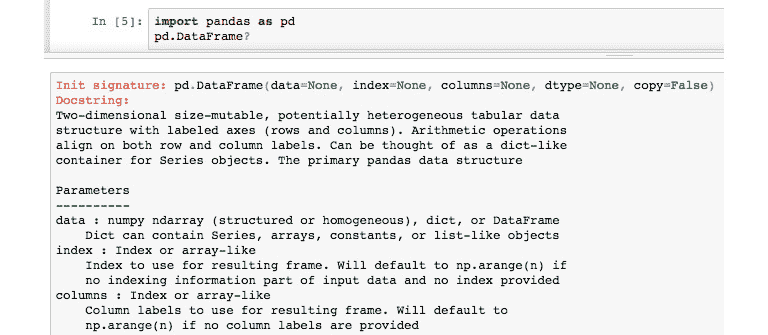 In [5]: import pandas as pd
pd.DataFrame?
Init signature: pd.DataFrame(data=None, index=None, columns=None, dtype=None, copy=False)
Docstring:
Two-dimensional size-mutable, potentially heterogeneous tabular data
structure with labeled axes (rows and columns). Arithmetic operations
align on both row and column labels. Can be thought of as a dict-like
container for Series objects. The primary pandas data structure
Parameters
----------
data : numpy ndarray (structured or homogeneous), dict, or DataFrame
    Dict can contain Series, arrays, constants, or list-like objects
index : Index or array-like
    Index to use for resulting frame. Will default to np.arange(n) if
    no indexing information part of input data and no index provided
columns : Index or array-like
    Column labels to use for resulting frame. Will default to
    np.arange(n) if no column labels are provided